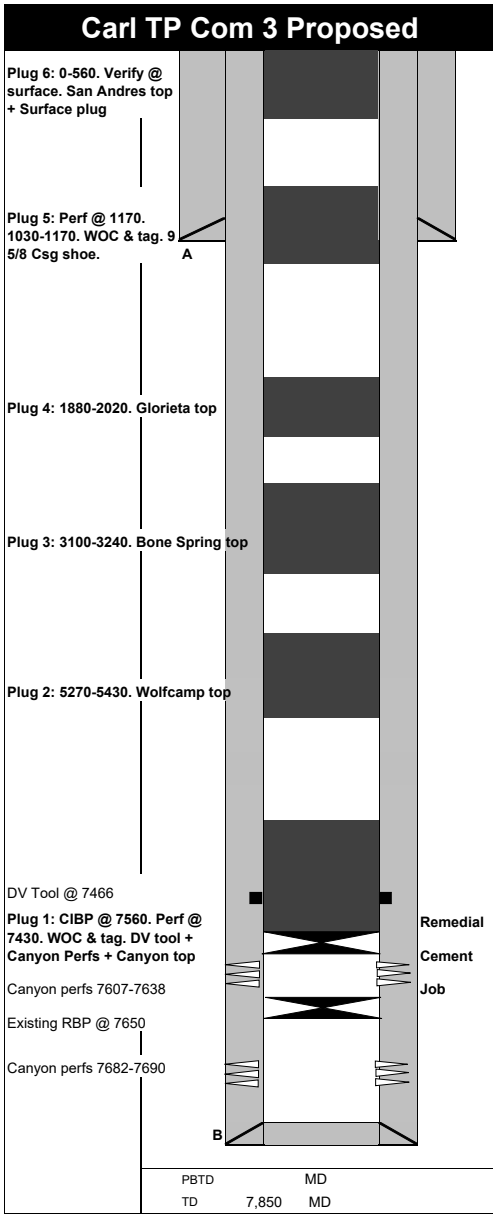 Carl TP Com 3 Proposed
Plug 6: 0-560. Verify @
surface. San Andres top
+ Surface plug
Plug 5: Perf @ 1170.
1030-1170. WOC & tag. 9
5/8 Csg shoe.
A
Plug 4: 1880-2020. Glorieta top
Plug 3: 3100-3240. Bone Spring top
Plug 2: 5270-5430. Wolfcamp top
DV Tool @ 7466
Plug 1: CIBP @ 7560. Perf @
7430. WOC & tag. DV tool +
Canyon Perfs + Canyon top
Remedial
Cement
Job
Canyon perfs 7607-7638
Existing RBP @ 7650
Canyon perfs 7682-7690
B
PBTD MD
TD 7,850 MD